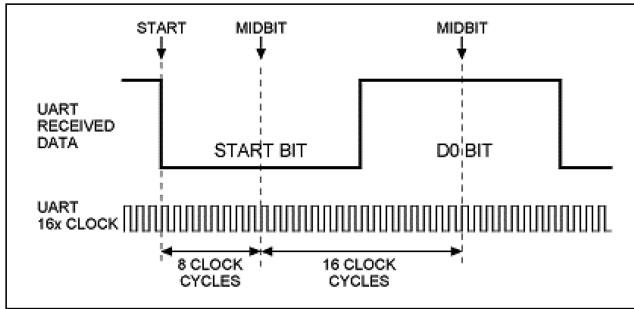 START
MIDBIT
MIDBIT
UART
RECEIVED
DATA
START BIT
D0 BIT
UART
16x CLOCK
8 CLOCK
CYCLES
16 CLOCK
CYCLES